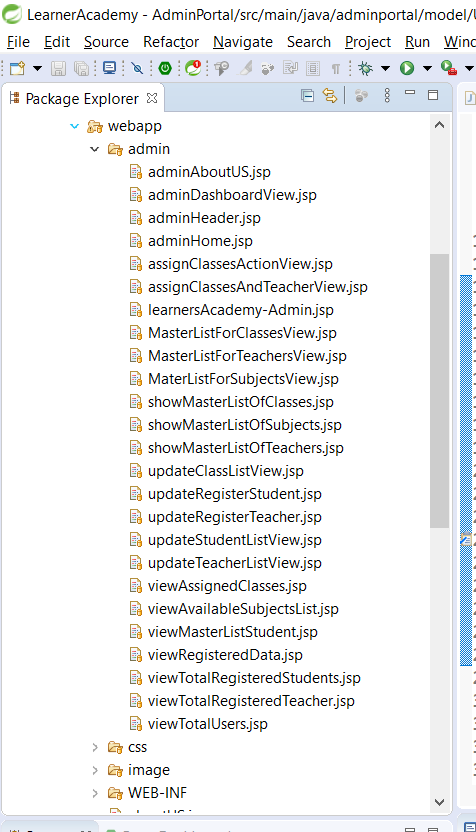 LearnerAcademy - AdminPortal/src/main/java/adminportal/model/
File Edit Source Refactor Navigate Search Project Run
Package Explorer
webapp
admin
adminAboutUS.jsp
adminDashboardView.jsp
adminHeader.jsp
adminHome.jsp
assignClassesActionView.jsp
assignClassesAndTeacherView.jsp
learnersAcademy-Admin.jsp
MasterListForClassesView.jsp
MasterListForTeachersView.jsp
MaterListForSubjectsView.jsp
showMasterListOfClasses.jsp
showMasterListOfSubjects.jsp
showMasterListOfTeachers.jsp
updateClassListView.jsp
updateRegisterStudent.jsp
updateRegisterTeacher.jsp
updateStudentListView.jsp
updateTeacherListView.jsp
viewAssignedClasses.jsp
viewAvailableSubjectsList.jsp
viewMasterListStudent.jsp
viewRegisteredData.jsp
viewTotalRegisteredStudents.jsp
viewTotalRegisteredTeacher.jsp
viewTotalUsers.jsp
css
image
WEB-INF